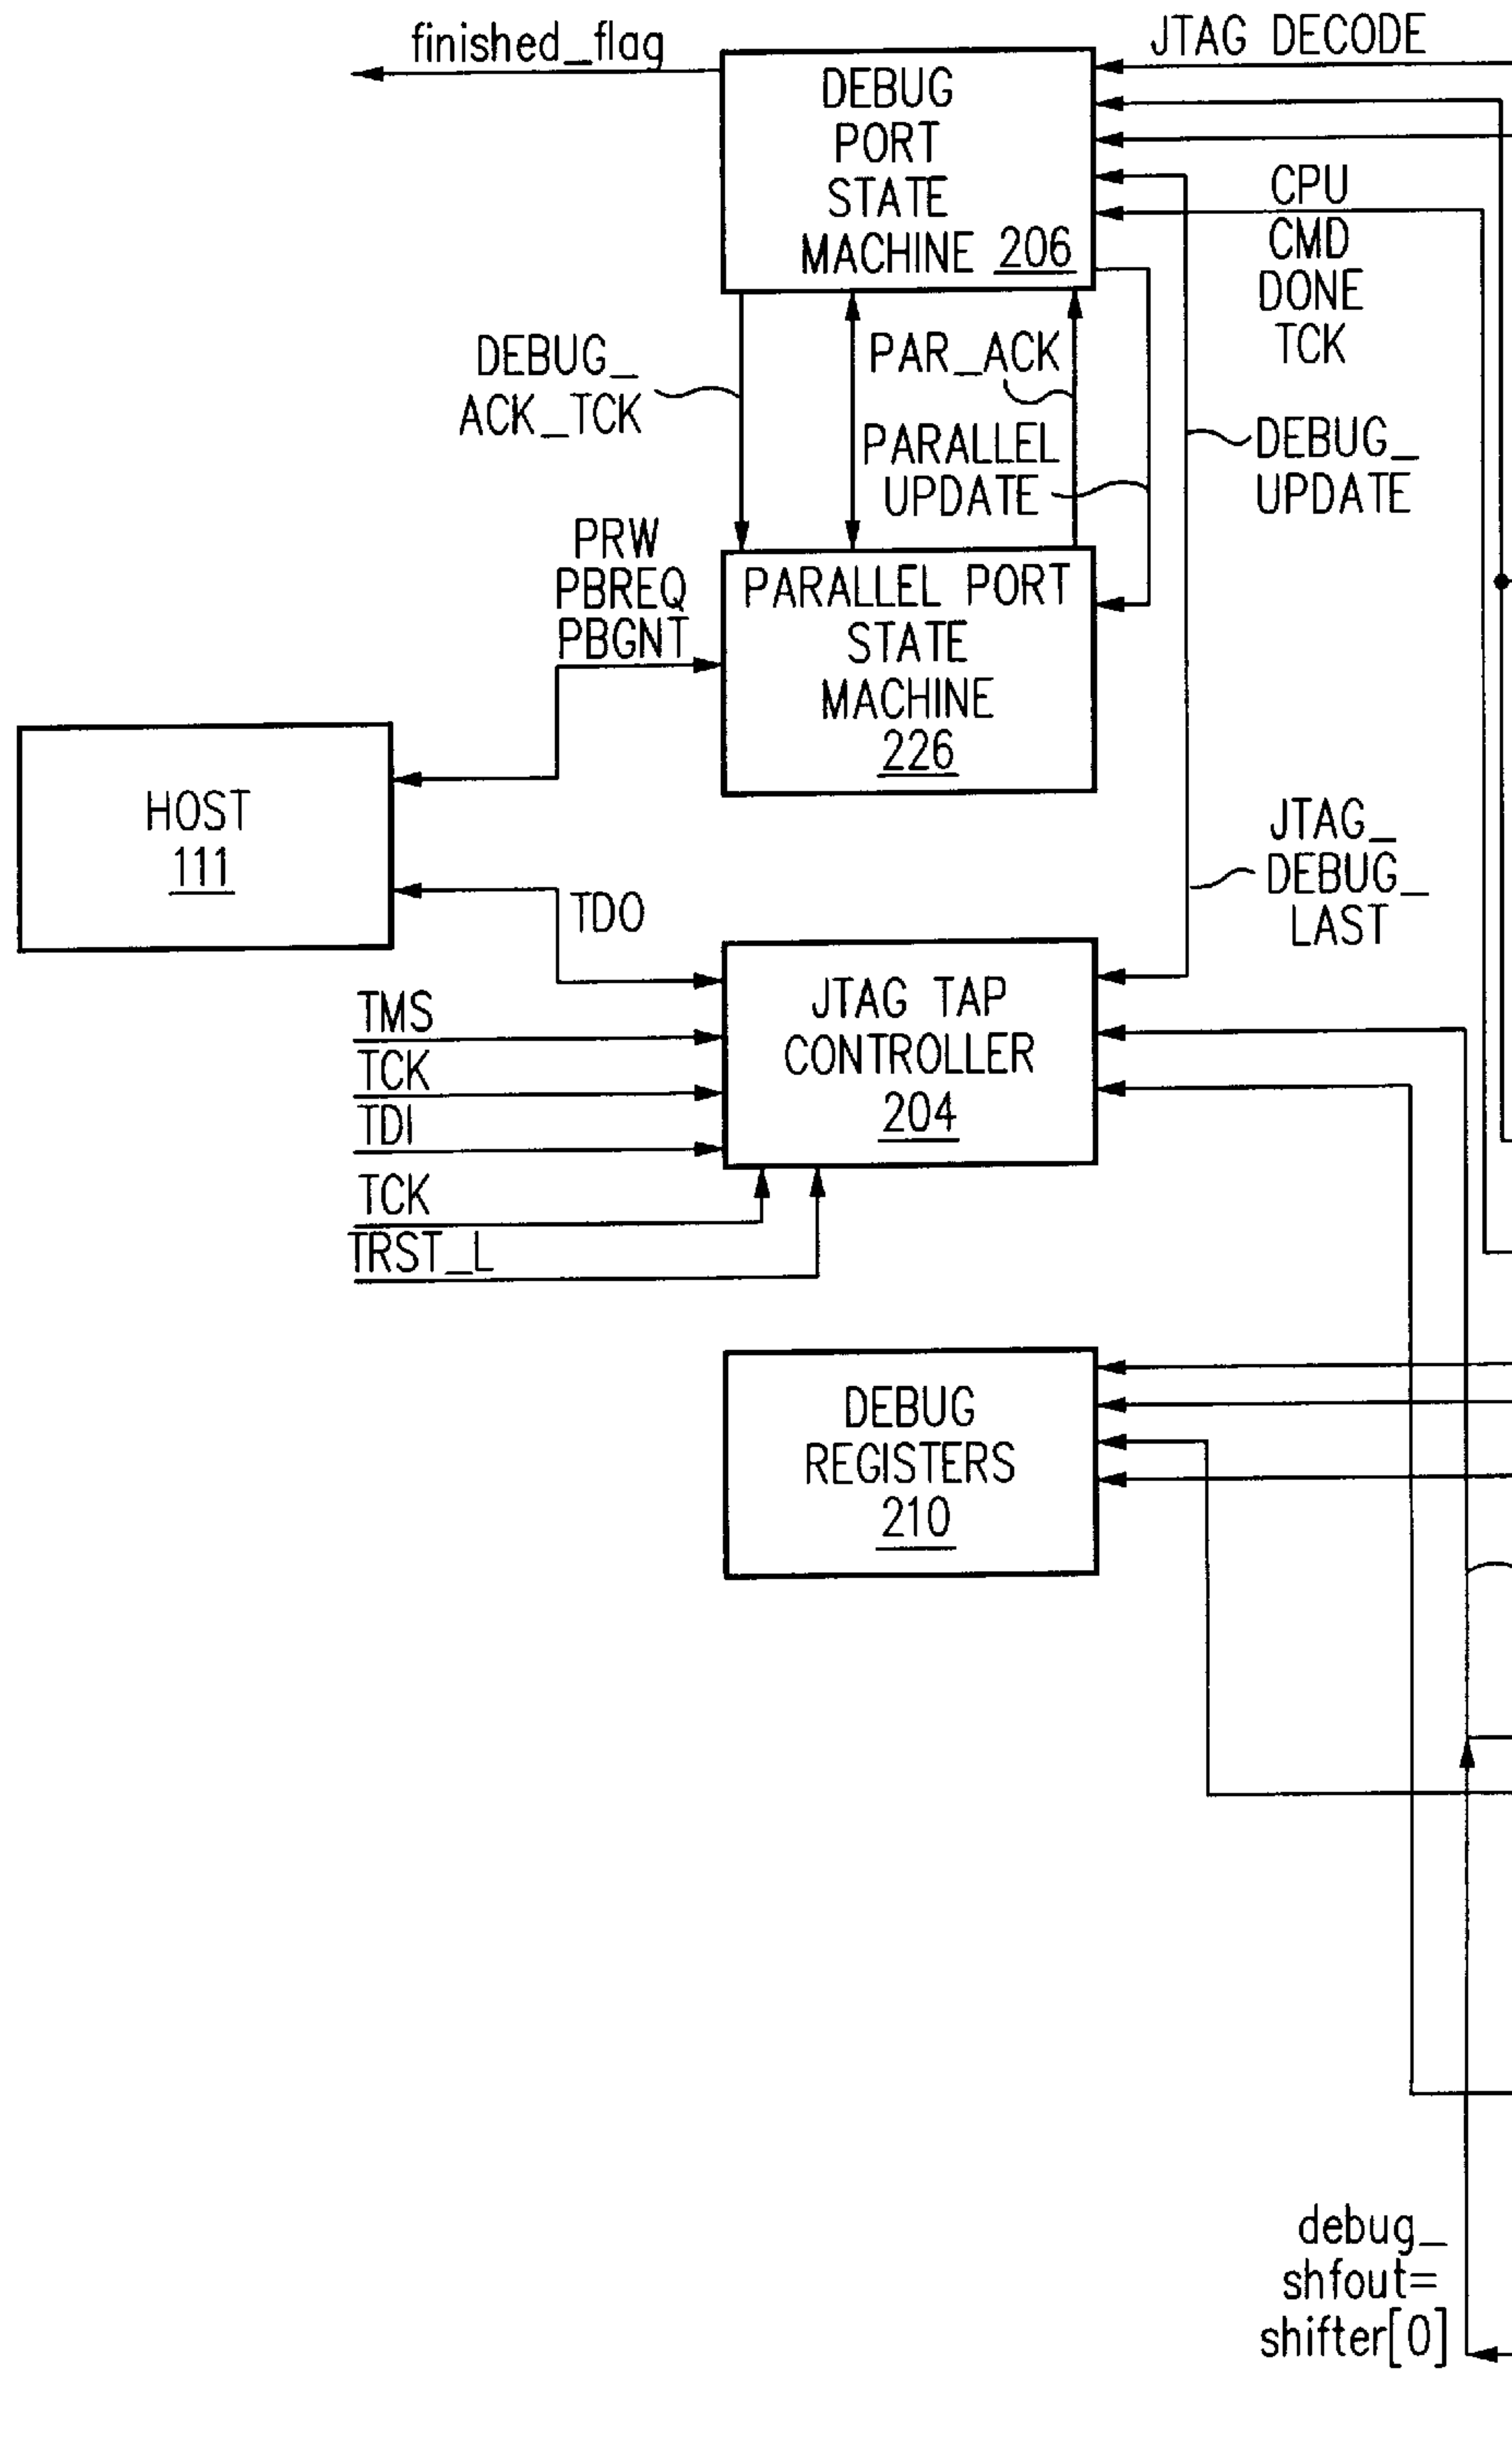 finished_flag
JTAG DECODE
DEBUG
PORT
STATE
MACHINE 206
CPU
CMD
DONE
TCK
DEBUG_
ACK_TCK
PAR_ACK
PARALLEL
UPDATE
DEBUG_
UPDATE
PRW
PBREQ
PBGNT
PARALLEL PORT
STATE
MACHINE
226
HOST
111
JTAG_
DEBUG_
LAST
TDO
TMS
TCK
TDI
TCK
TRST_L
JTAG TAP
CONTROLLER
204
DEBUG
REGISTERS
210
debug_
shfout=
shifter[0]